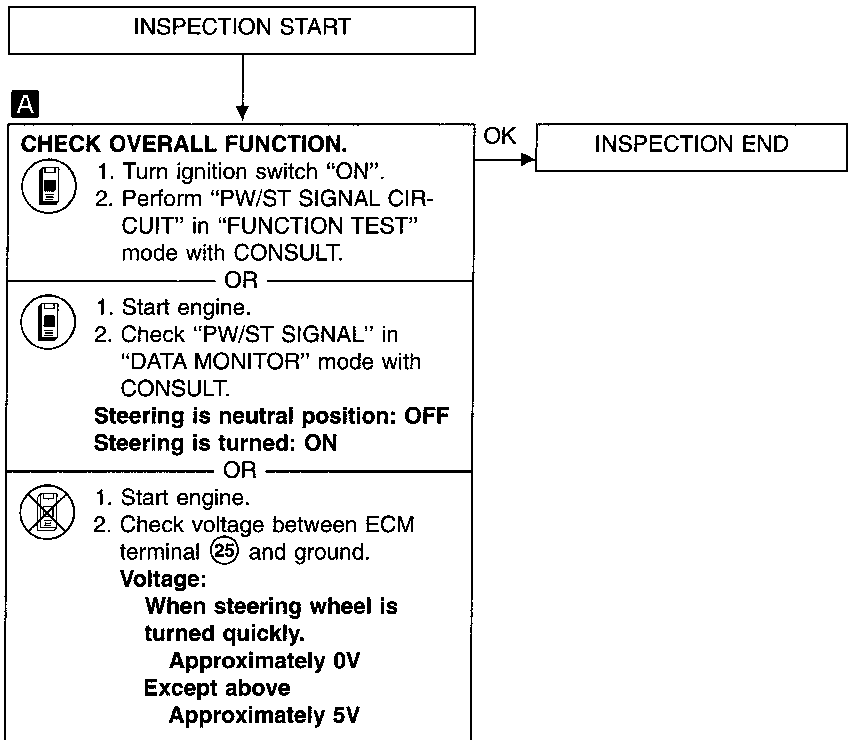 INSPECTION START
A
CHECK OVERALL FUNCTION.
1. Turn ignition switch “ON”.
2. Perform “PW/ST SIGNAL CIR-
CUIT” in “FUNCTION TEST”
mode with CONSULT.
OR
1. Start engine.
2. Check “PW/ST SIGNAL” in
“DATA MONITOR” mode with
CONSULT.
Steering is neutral position: OFF
Steering is turned: ON
OR
1. Start engine.
2. Check voltage between ECM
terminal 25 and ground.
Voltage:
When steering wheel is
turned quickly.
Approximately 0V
Except above
Approximately 5V
OK
INSPECTION END